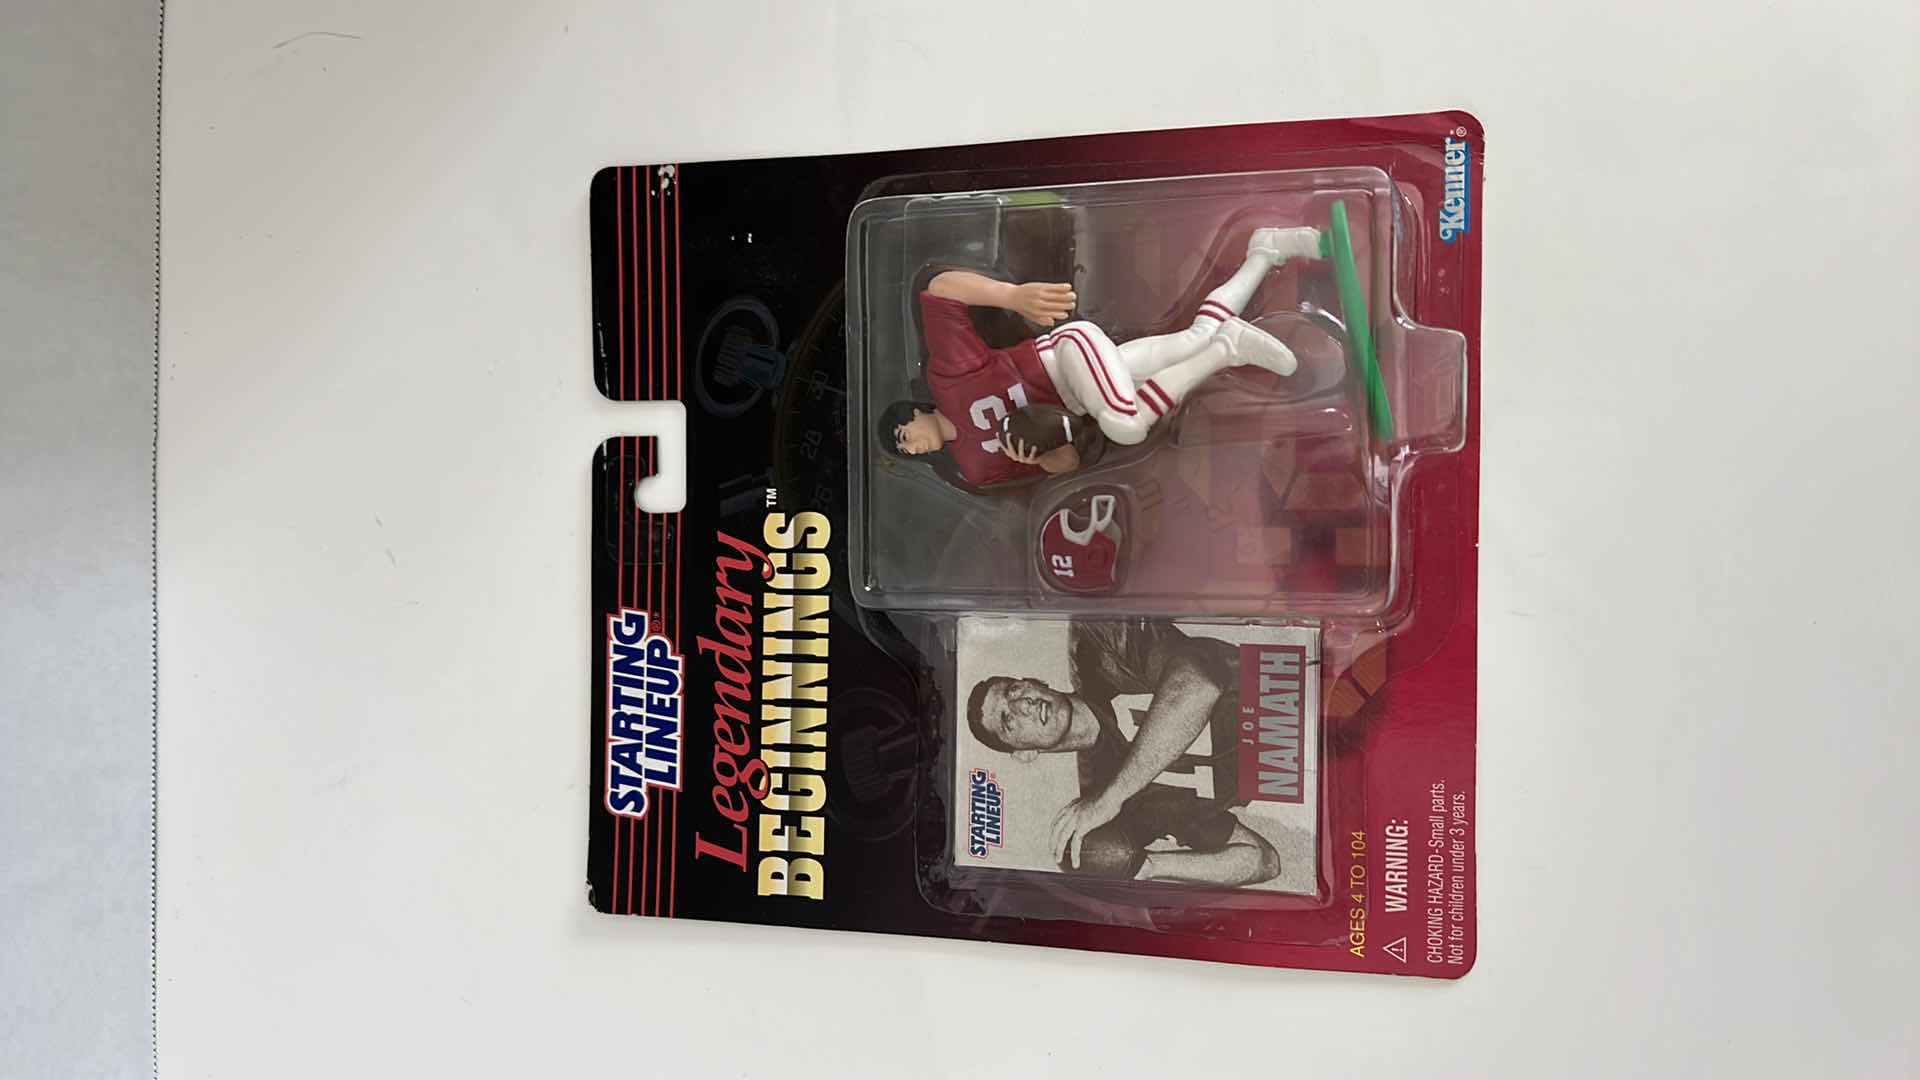 STARTING
LINEUP®
Legendary
BEGINNINGS™
12
12
STARTING
LINEUP®
JOE
NAMATH
AGES 4 TO 104
WARNING:
CHOKING HAZARD-Small parts.
Not for children under 3 years.
Kenner®